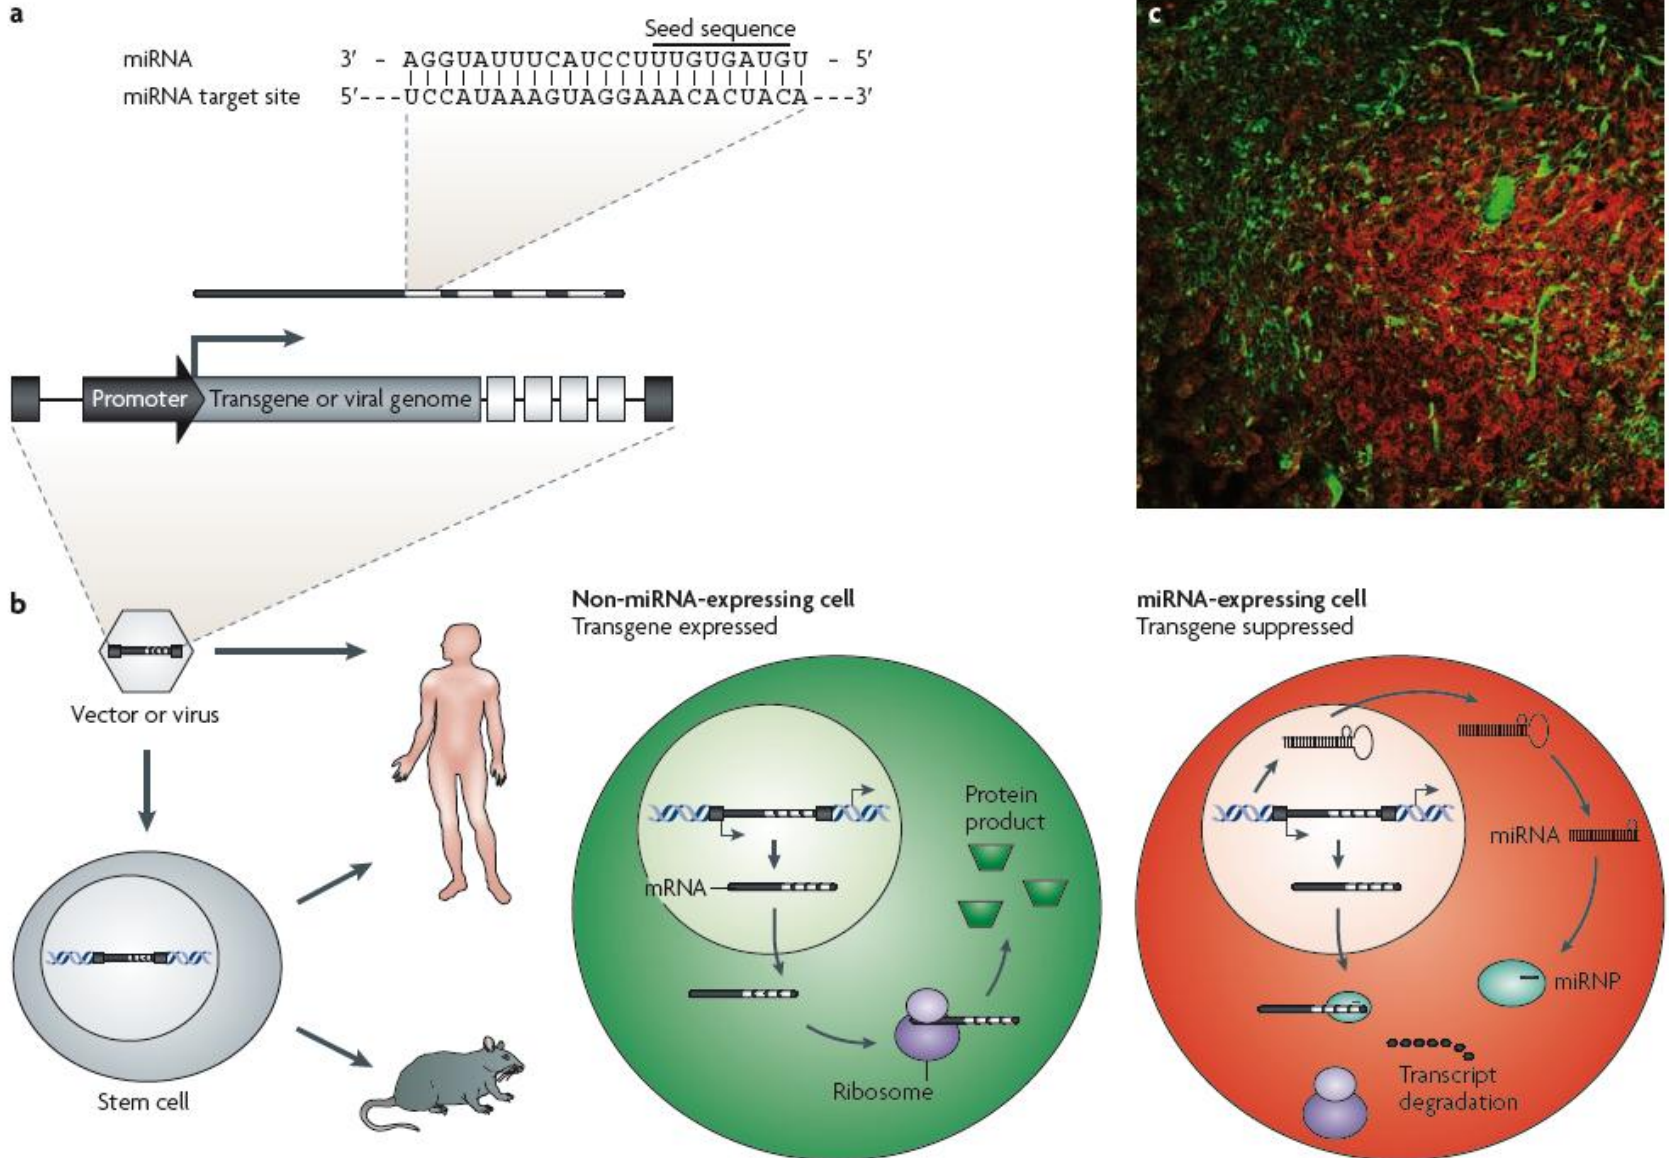 a
Seed sequence
miRNA 3′ - AGGUAUUUCAUCCUUUGUGAUGU - 5′
miRNA target site 5′---UCCAUAAAGUAGGAAACACUACA---3′
Promoter
Transgene or viral genome
c
b
Vector or virus
Stem cell
Non-miRNA-expressing cell
Transgene expressed
mRNA
Protein
product
Ribosome
miRNA-expressing cell
Transgene suppressed
miRNA
miRNP
Transcript
degradation